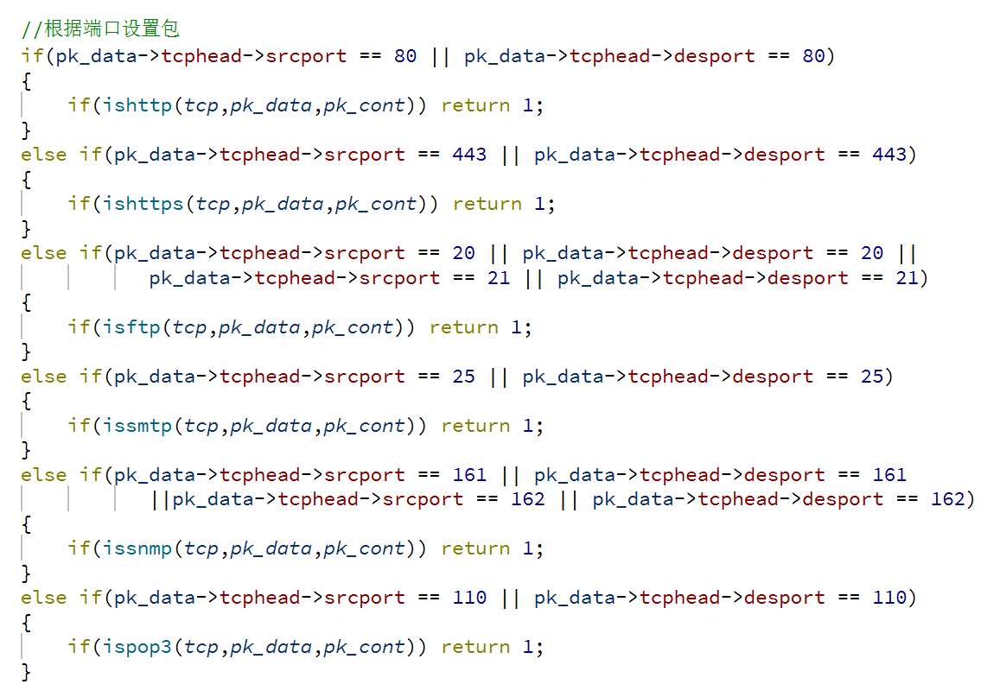 //根据端口设置包
if(pk_data->tcphead->srcport == 80 || pk_data->tcphead->desport == 80)
{
    if(ishttp(tcp,pk_data,pk_cont)) return 1;
}
else if(pk_data->tcphead->srcport == 443 || pk_data->tcphead->desport == 443)
{
    if(ishttps(tcp,pk_data,pk_cont)) return 1;
}
else if(pk_data->tcphead->srcport == 20 || pk_data->tcphead->desport == 20 ||
           pk_data->tcphead->srcport == 21 || pk_data->tcphead->desport == 21)
{
    if(isftp(tcp,pk_data,pk_cont)) return 1;
}
else if(pk_data->tcphead->srcport == 25 || pk_data->tcphead->desport == 25)
{
    if(issmtp(tcp,pk_data,pk_cont)) return 1;
}
else if(pk_data->tcphead->srcport == 161 || pk_data->tcphead->desport == 161
           ||pk_data->tcphead->srcport == 162 || pk_data->tcphead->desport == 162)
{
    if(issnmp(tcp,pk_data,pk_cont)) return 1;
}
else if(pk_data->tcphead->srcport == 110 || pk_data->tcphead->desport == 110)
{
    if(ispop3(tcp,pk_data,pk_cont)) return 1;
}